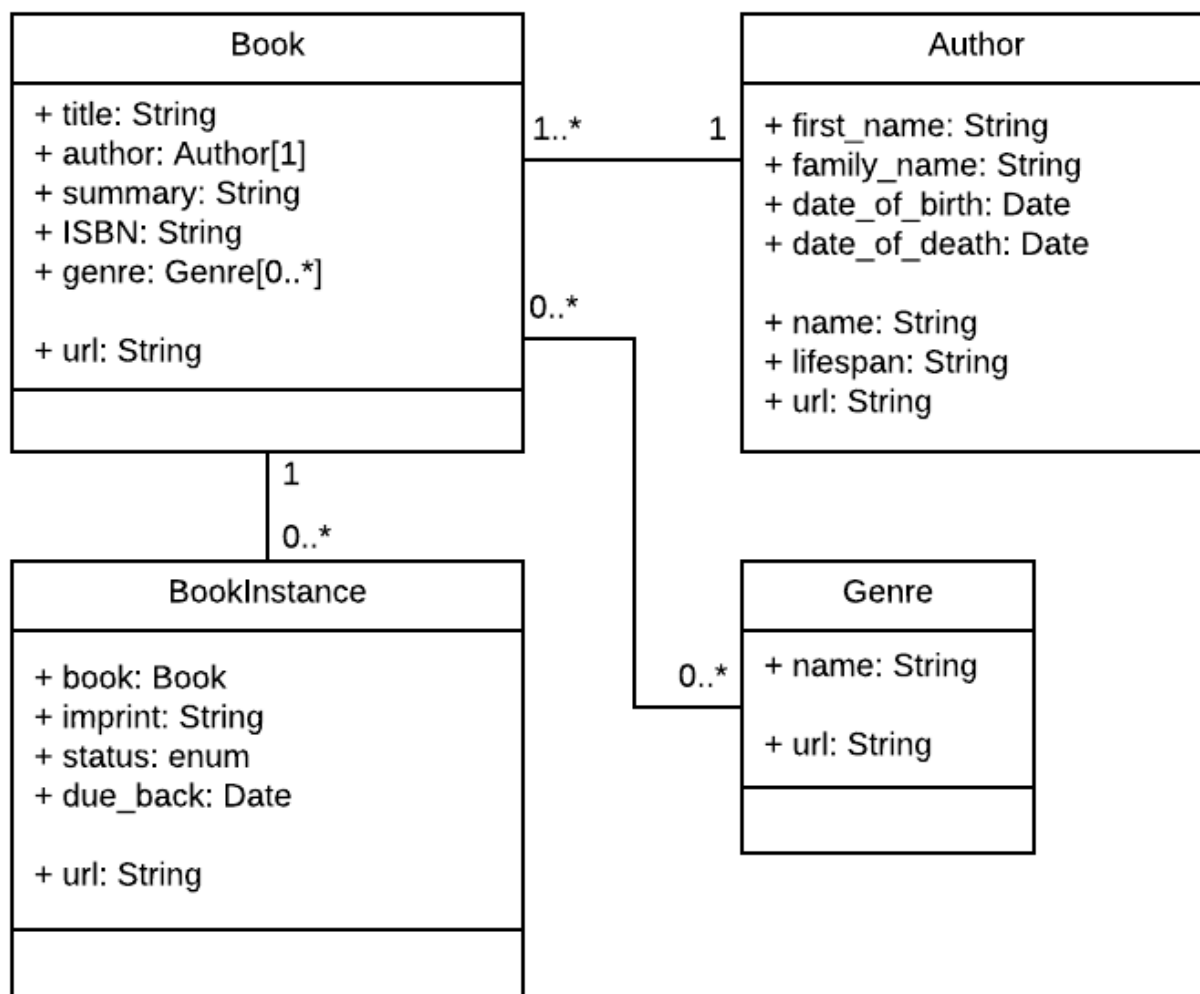 Book
+ title: String
+ author: Author[1]
+ summary: String
+ ISBN: String
+ genre: Genre[0..*]
+ url: String
1..*
1
Author
+ first_name: String
+ family_name: String
+ date_of_birth: Date
+ date_of_death: Date
+ name: String
+ lifespan: String
+ url: String
0..*
1
0..*
BookInstance
+ book: Book
+ imprint: String
+ status: enum
+ due_back: Date
+ url: String
0..*
Genre
+ name: String
+ url: String